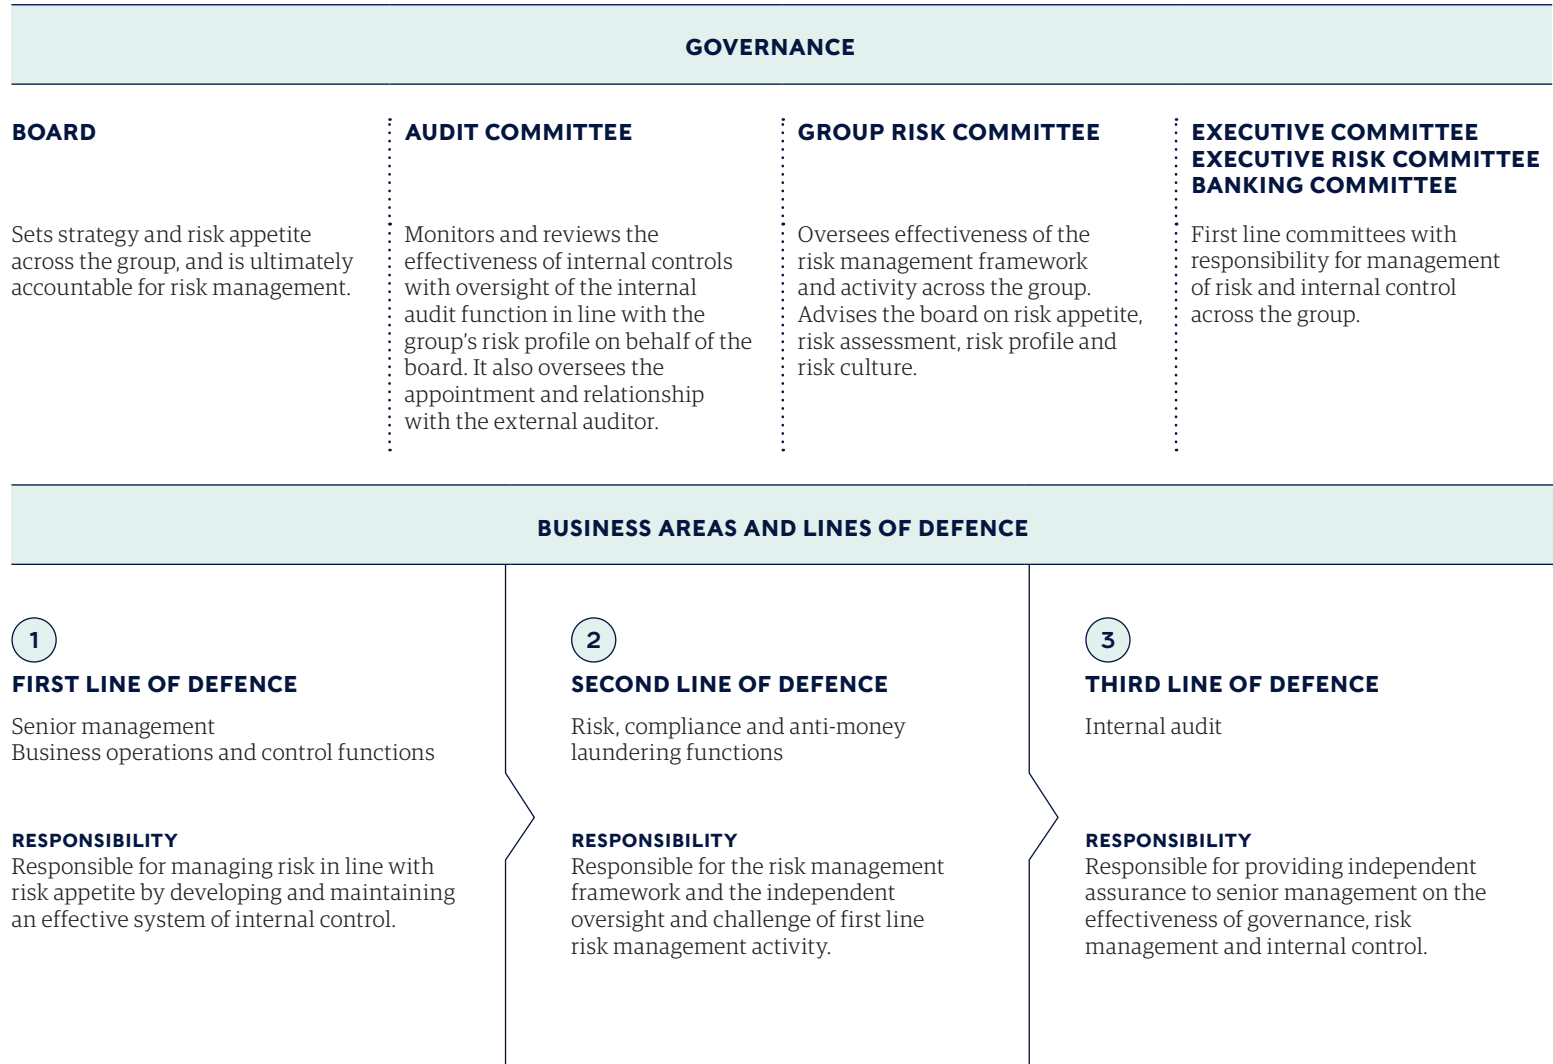 GOVERNANCE
BOARD
Sets strategy and risk appetite
across the group, and is ultimately
accountable for risk management.
AUDIT COMMITTEE
Monitors and reviews the
effectiveness of internal controls
with oversight of the internal
audit function in line with the
group’s risk profile on behalf of the
board. It also oversees the
appointment and relationship
with the external auditor.
GROUP RISK COMMITTEE
Oversees effectiveness of the
risk management framework
and activity across the group.
Advises the board on risk appetite,
risk assessment, risk profile and
risk culture.
EXECUTIVE COMMITTEE
EXECUTIVE RISK COMMITTEE
BANKING COMMITTEE
First line committees with
responsibility for management
of risk and internal control
across the group.
BUSINESS AREAS AND LINES OF DEFENCE
1
FIRST LINE OF DEFENCE
Senior management
Business operations and control functions
RESPONSIBILITY
Responsible for managing risk in line with
risk appetite by developing and maintaining
an effective system of internal control.
2
SECOND LINE OF DEFENCE
Risk, compliance and anti-money
laundering functions
RESPONSIBILITY
Responsible for the risk management
framework and the independent
oversight and challenge of first line
risk management activity.
3
THIRD LINE OF DEFENCE
Internal audit
RESPONSIBILITY
Responsible for providing independent
assurance to senior management on the
effectiveness of governance, risk
management and internal control.